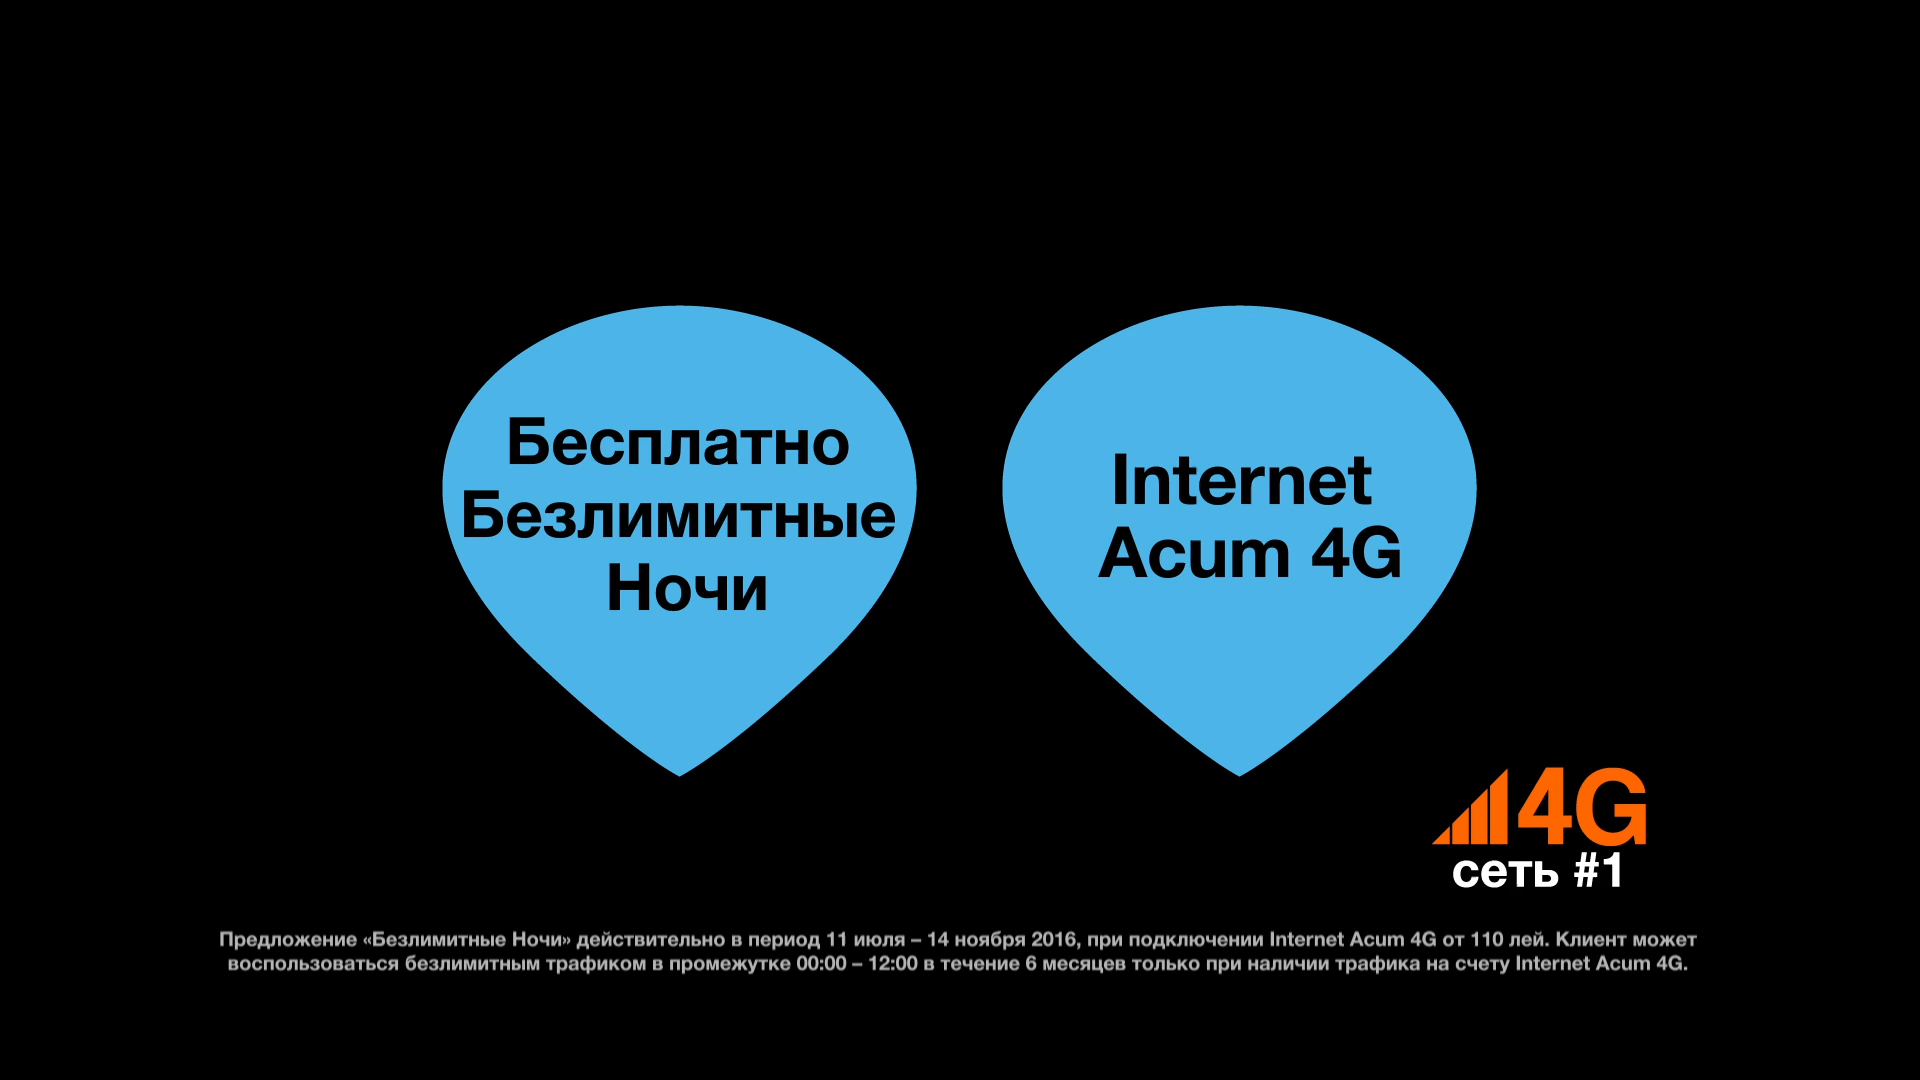 Бесплатно
Безлимитные
Ночи
Internet
Acum 4G
4G
сеть #1
Предложение «Безлимитные Ночи» действительно в период 11 июля – 14 ноября 2016, при подключении Internet Acum 4G от 110 лей. Клиент может
воспользоваться безлимитным трафиком в промежутке 00:00 – 12:00 в течение 6 месяцев только при наличии трафика на счету Internet Acum 4G.